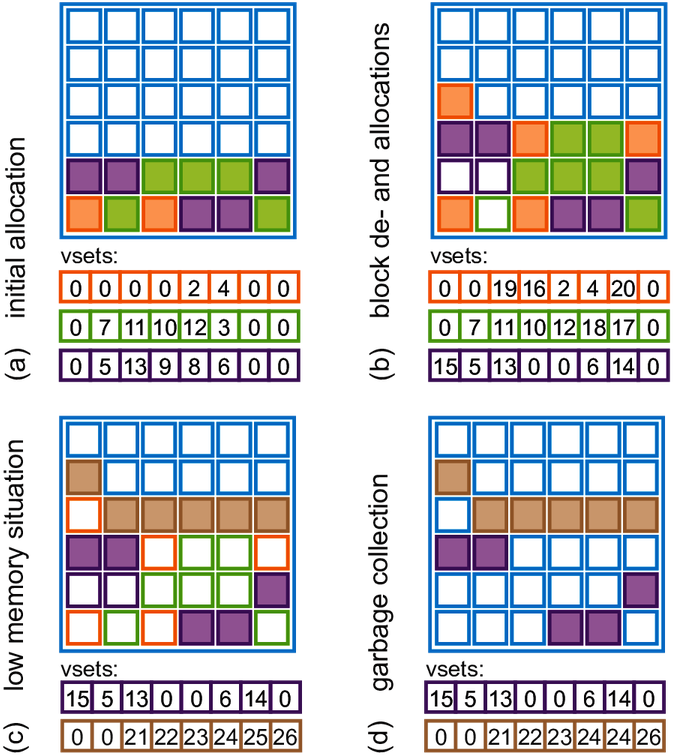 (a) initial allocation
vsets:
0 0 0 0 2 4 0 0
0 7 11 10 12 3 0 0
0 5 13 9 8 6 0 0
(b) block de- and allocations
vsets:
0 0 19 16 2 4 20 0
0 7 11 10 12 18 17 0
15 5 13 0 0 6 14 0
(c) low memory situation
vsets:
15 5 13 0 0 6 14 0
0 0 21 22 23 24 25 26
(d) garbage collection
vsets:
15 5 13 0 0 6 14 0
0 0 21 22 23 24 24 26